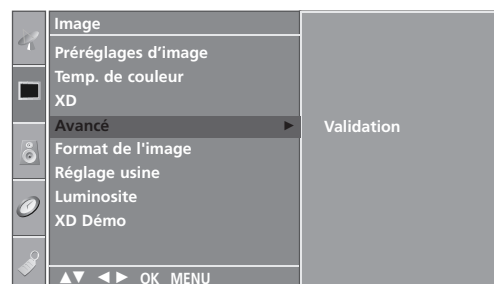 Image
Préréglages d’image
Temp. de couleur
XD
Avancé ► Validation
Format de l'image
Réglage usine
Luminosite
XD Démo
▲▼ ◄► OK MENU